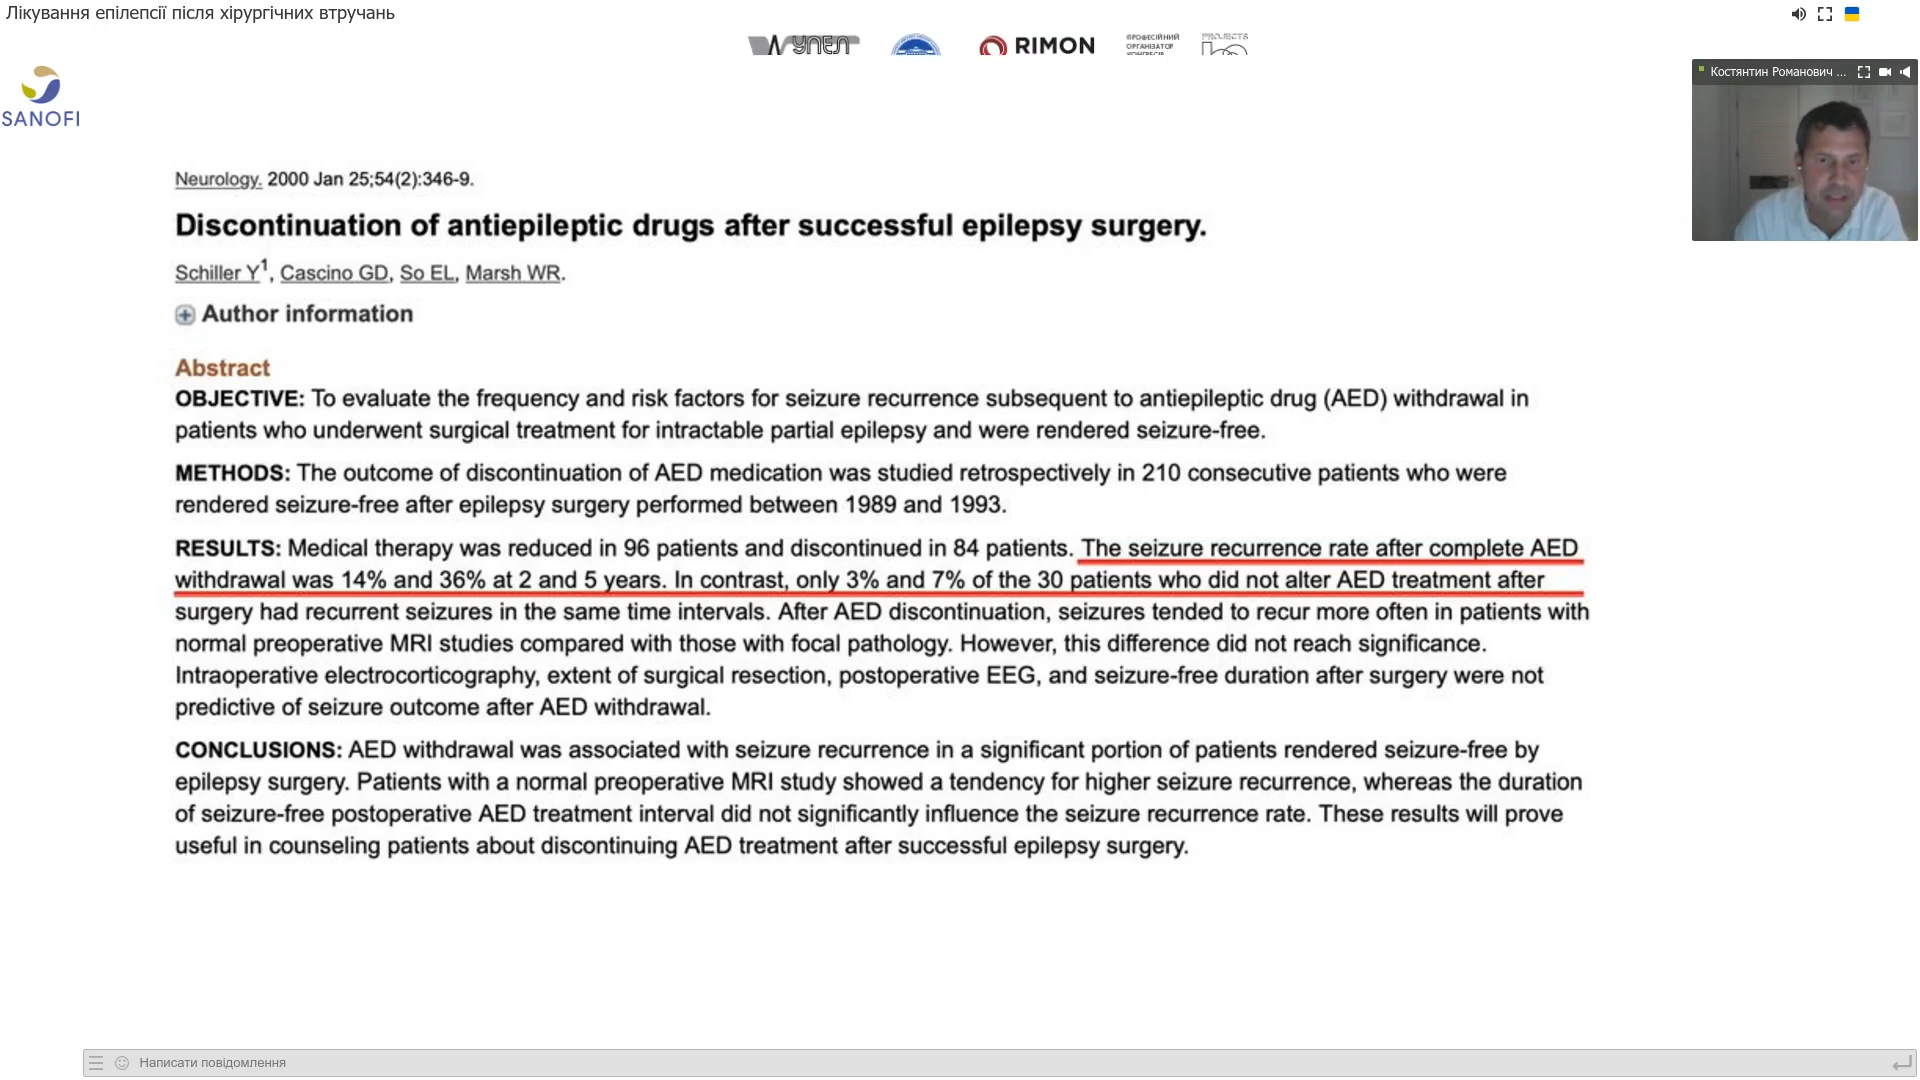 Лікування епілепсії після хірургічних втручань
RIMON
ПРОФЕСІЙНИЙ
ОРГАНІЗАТОР
PROJECTS
SANOFI
Костянтин Романович ...
Neurology. 2000 Jan 25;54(2):346-9.
Discontinuation of antiepileptic drugs after successful epilepsy surgery.
Schiller Y1, Cascino GD, So EL, Marsh WR.
Author information
Abstract
OBJECTIVE: To evaluate the frequency and risk factors for seizure recurrence subsequent to antiepileptic drug (AED) withdrawal in
patients who underwent surgical treatment for intractable partial epilepsy and were rendered seizure-free.
METHODS: The outcome of discontinuation of AED medication was studied retrospectively in 210 consecutive patients who were
rendered seizure-free after epilepsy surgery performed between 1989 and 1993.
RESULTS: Medical therapy was reduced in 96 patients and discontinued in 84 patients. The seizure recurrence rate after complete AED
withdrawal was 14% and 36% at 2 and 5 years. In contrast, only 3% and 7% of the 30 patients who did not alter AED treatment after
surgery had recurrent seizures in the same time intervals. After AED discontinuation, seizures tended to recur more often in patients with
normal preoperative MRI studies compared with those with focal pathology. However, this difference did not reach significance.
Intraoperative electrocorticography, extent of surgical resection, postoperative EEG, and seizure-free duration after surgery were not
predictive of seizure outcome after AED withdrawal.
CONCLUSIONS: AED withdrawal was associated with seizure recurrence in a significant portion of patients rendered seizure-free by
epilepsy surgery. Patients with a normal preoperative MRI study showed a tendency for higher seizure recurrence, whereas the duration
of seizure-free postoperative AED treatment interval did not significantly influence the seizure recurrence rate. These results will prove
useful in counseling patients about discontinuing AED treatment after successful epilepsy surgery.
Написати повідомлення